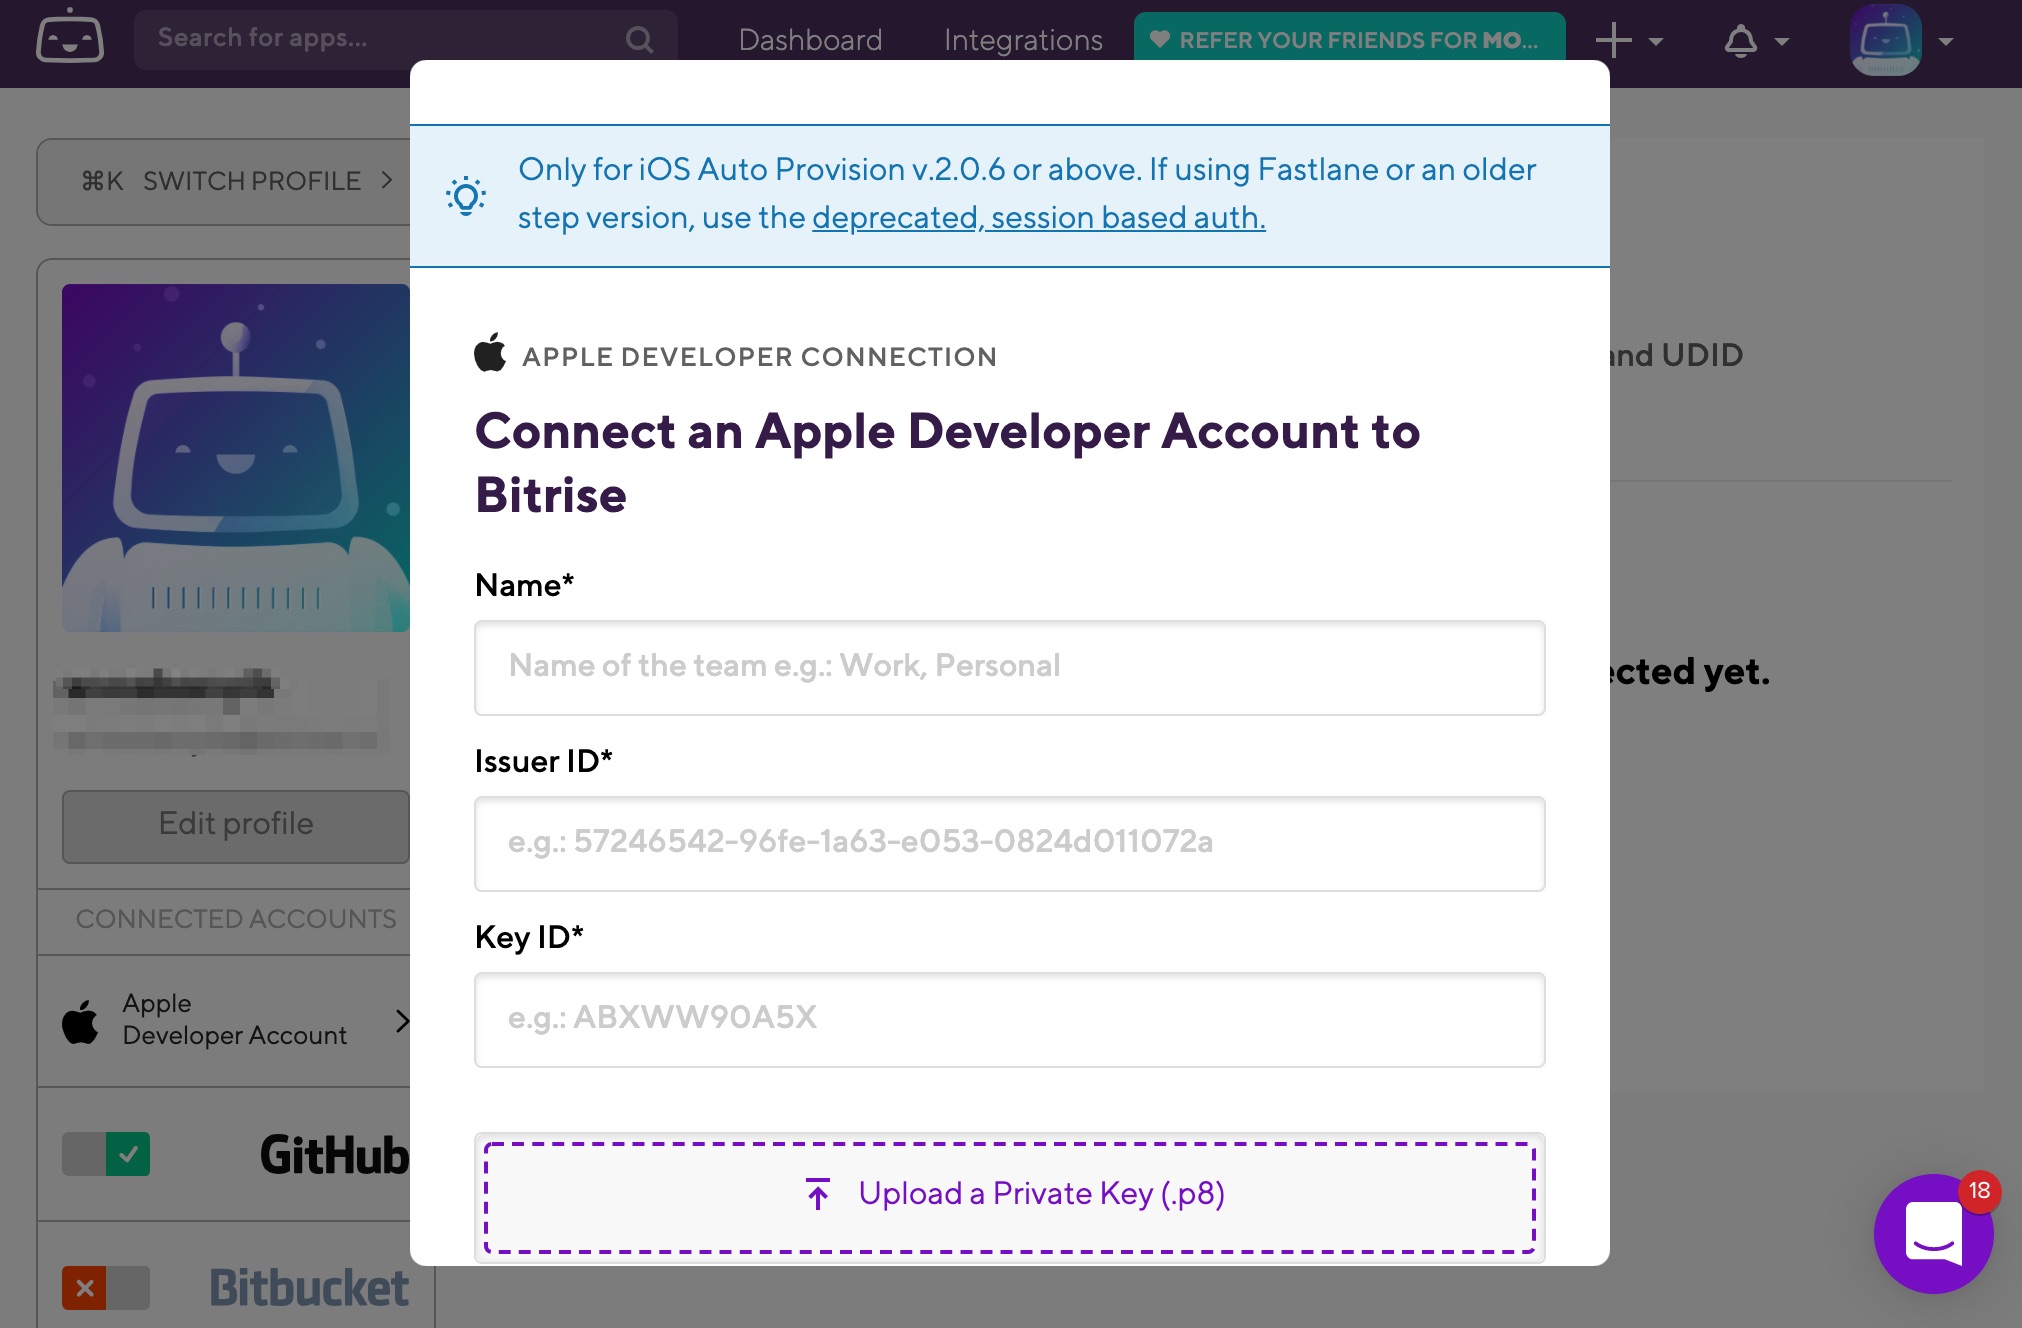 Search for apps...
Dashboard
Integrations
REFER YOUR FRIENDS FOR MO...
⌘K SWITCH PROFILE
Only for iOS Auto Provision v.2.0.6 or above. If using Fastlane or an older
step version, use the deprecated, session based auth.
APPLE DEVELOPER CONNECTION
and UDID
Connect an Apple Developer Account to
Bitrise
Name*
Name of the team e.g.: Work, Personal
ected yet.
Issuer ID*
e.g.: 57246542-96fe-1a63-e053-0824d011072a
Edit profile
CONNECTED ACCOUNTS
Key ID*
e.g.: ABXWW90A5X
Apple
Developer Account
GitHub
Upload a Private Key (.p8)
18
Bitbucket